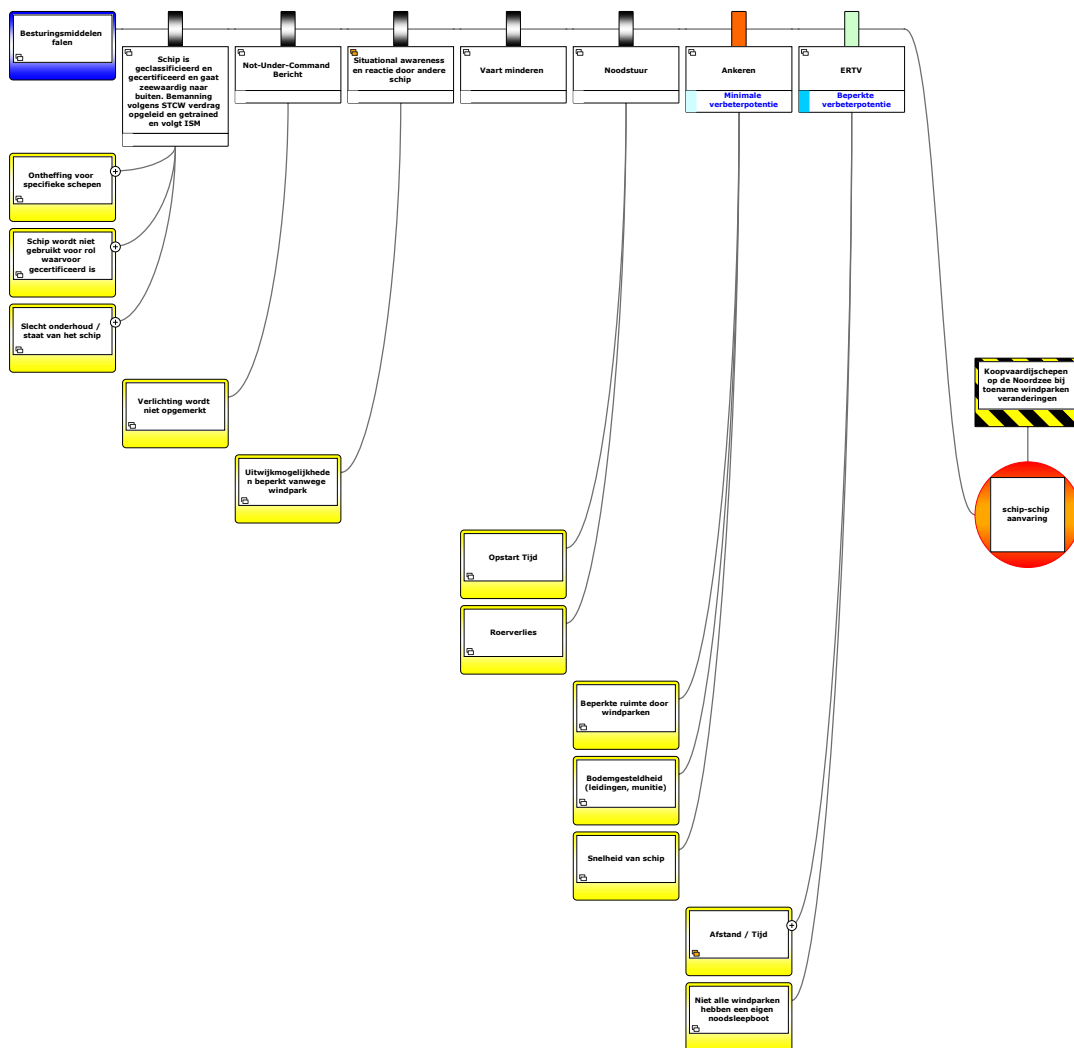 Besturingsmiddelen
falen
Schip is
geclassificieerd en
gecertificeerd en gaat
zeewaardig naar
buiten. Bemanning
volgens STCW verdrag
opgeleid en getrained
en volgt ISM
Not-Under-Command
Bericht
Situational awareness
en reactie door andere
schip
Vaart minderen
Noodstuur
Ankeren
Minimale
verbeterpotentie
ERTV
Beperkte
verbeterpotentie
Ontheffing voor
specifieke schepen
Schip wordt niet
gebruikt voor rol
waarvoor
gecertificeerd is
Slecht onderhoud /
staat van het schip
Verlichting wordt
niet opgemerkt
Uitwijkmogelijkhede
n beperkt vanwege
windpark
Opstart Tijd
Roerverlies
Beperkte ruimte door
windparken
Bodemgesteldheid
(leidingen, munitie)
Snelheid van schip
Afstand / Tijd
Niet alle windparken
hebben een eigen
noodsleepboot
Koopvaardijschepen
op de Noordzee bij
toename windparken
veranderingen
schip-schip
aanvaring